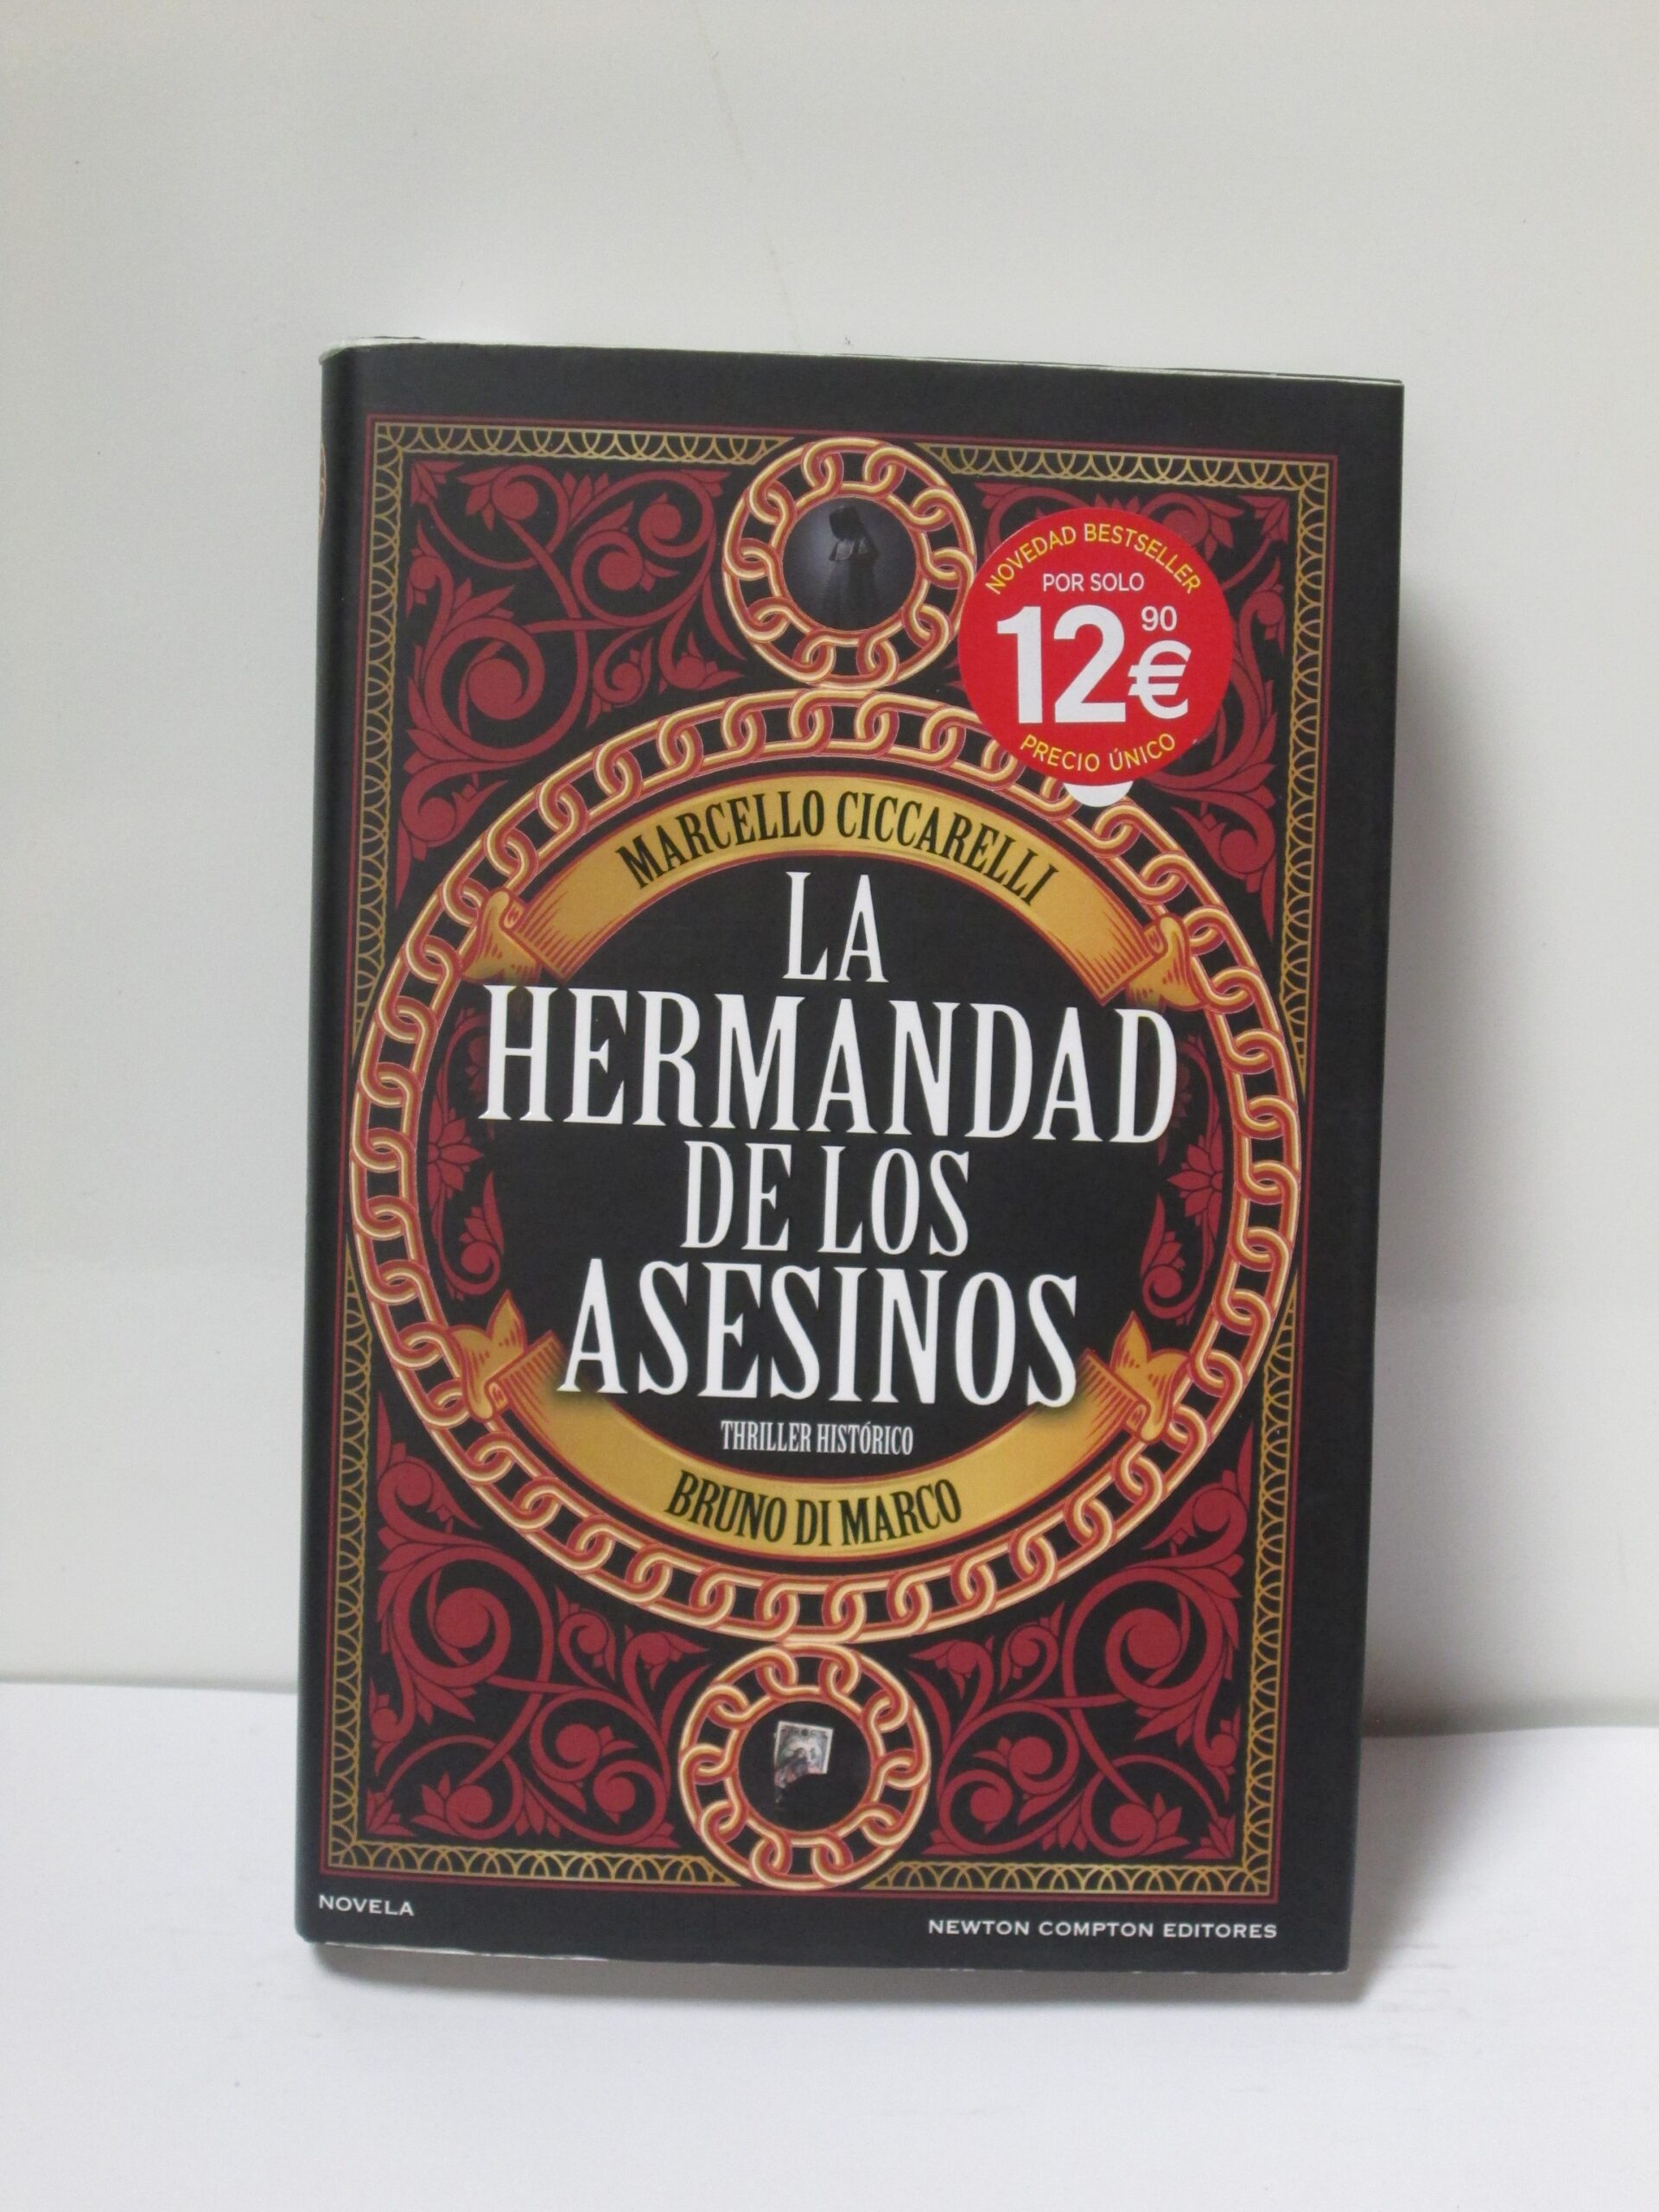 NOVEDAD BESTSELLER
POR SOLO
12,90 €
PRECIO ÚNICO
MARCELLO CICCARELLI
LA
HERMANDAD
DE LOS
ASESINOS
THRILLER HISTÓRICO
BRUNO DI MARCO
NOVELA
NEWTON COMPTON EDITORES